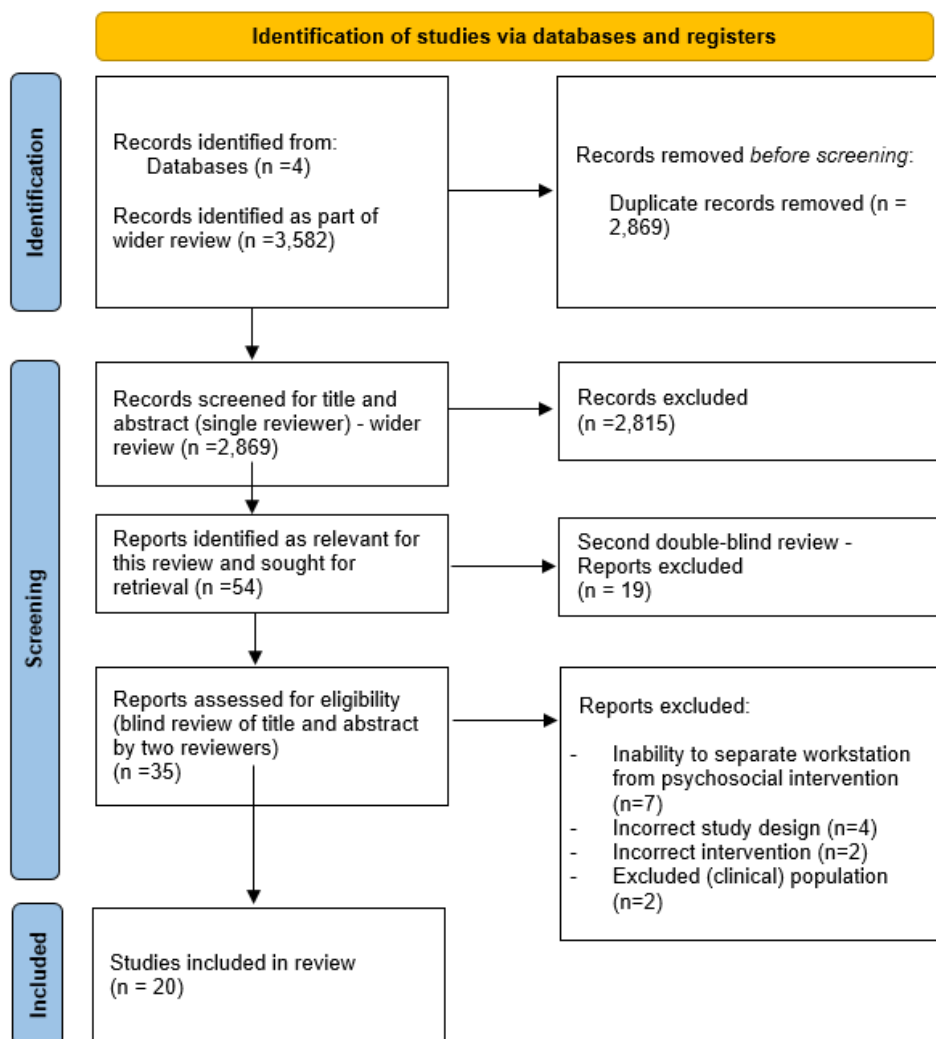 Identification of studies via databases and registers
Identification
Records identified from:
Databases (n =4)
Records identified as part of
wider review (n =3,582)
Records removed before screening:
Duplicate records removed (n =
2,869)
Screening
Records screened for title and
abstract (single reviewer) - wider
review (n =2,869)
Records excluded
(n =2,815)
Reports identified as relevant for
this review and sought for
retrieval (n =54)
Second double-blind review -
Reports excluded
(n = 19)
Reports assessed for eligibility
(blind review of title and abstract
by two reviewers)
(n =35)
Reports excluded:
- Inability to separate workstation
from psychosocial intervention
(n=7)
- Incorrect study design (n=4)
- Incorrect intervention (n=2)
- Excluded (clinical) population
(n=2)
Included
Studies included in review
(n = 20)